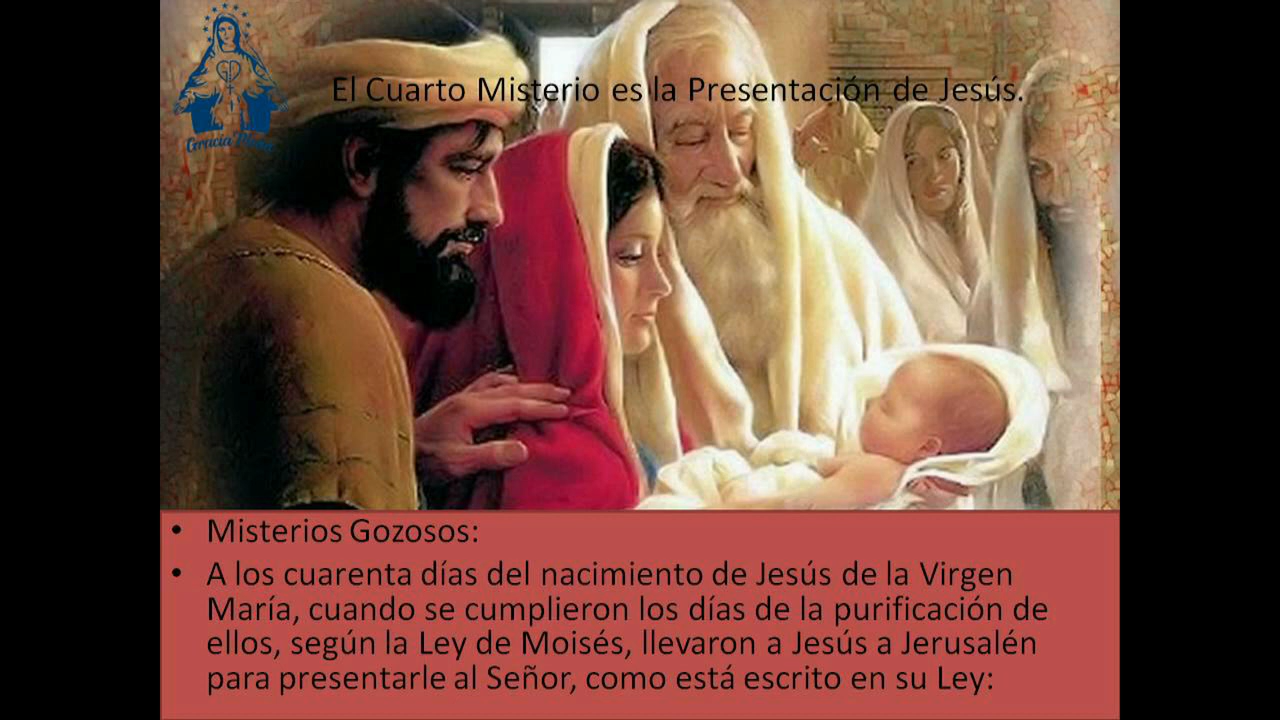 El Cuarto Misterio es la Presentación de Jesús.
Gracia Plena
• Misterios Gozosos:
• A los cuarenta días del nacimiento de Jesús de la Virgen
María, cuando se cumplieron los días de la purificación de
ellos, según la Ley de Moisés, llevaron a Jesús a Jerusalén
para presentarle al Señor, como está escrito en su Ley: